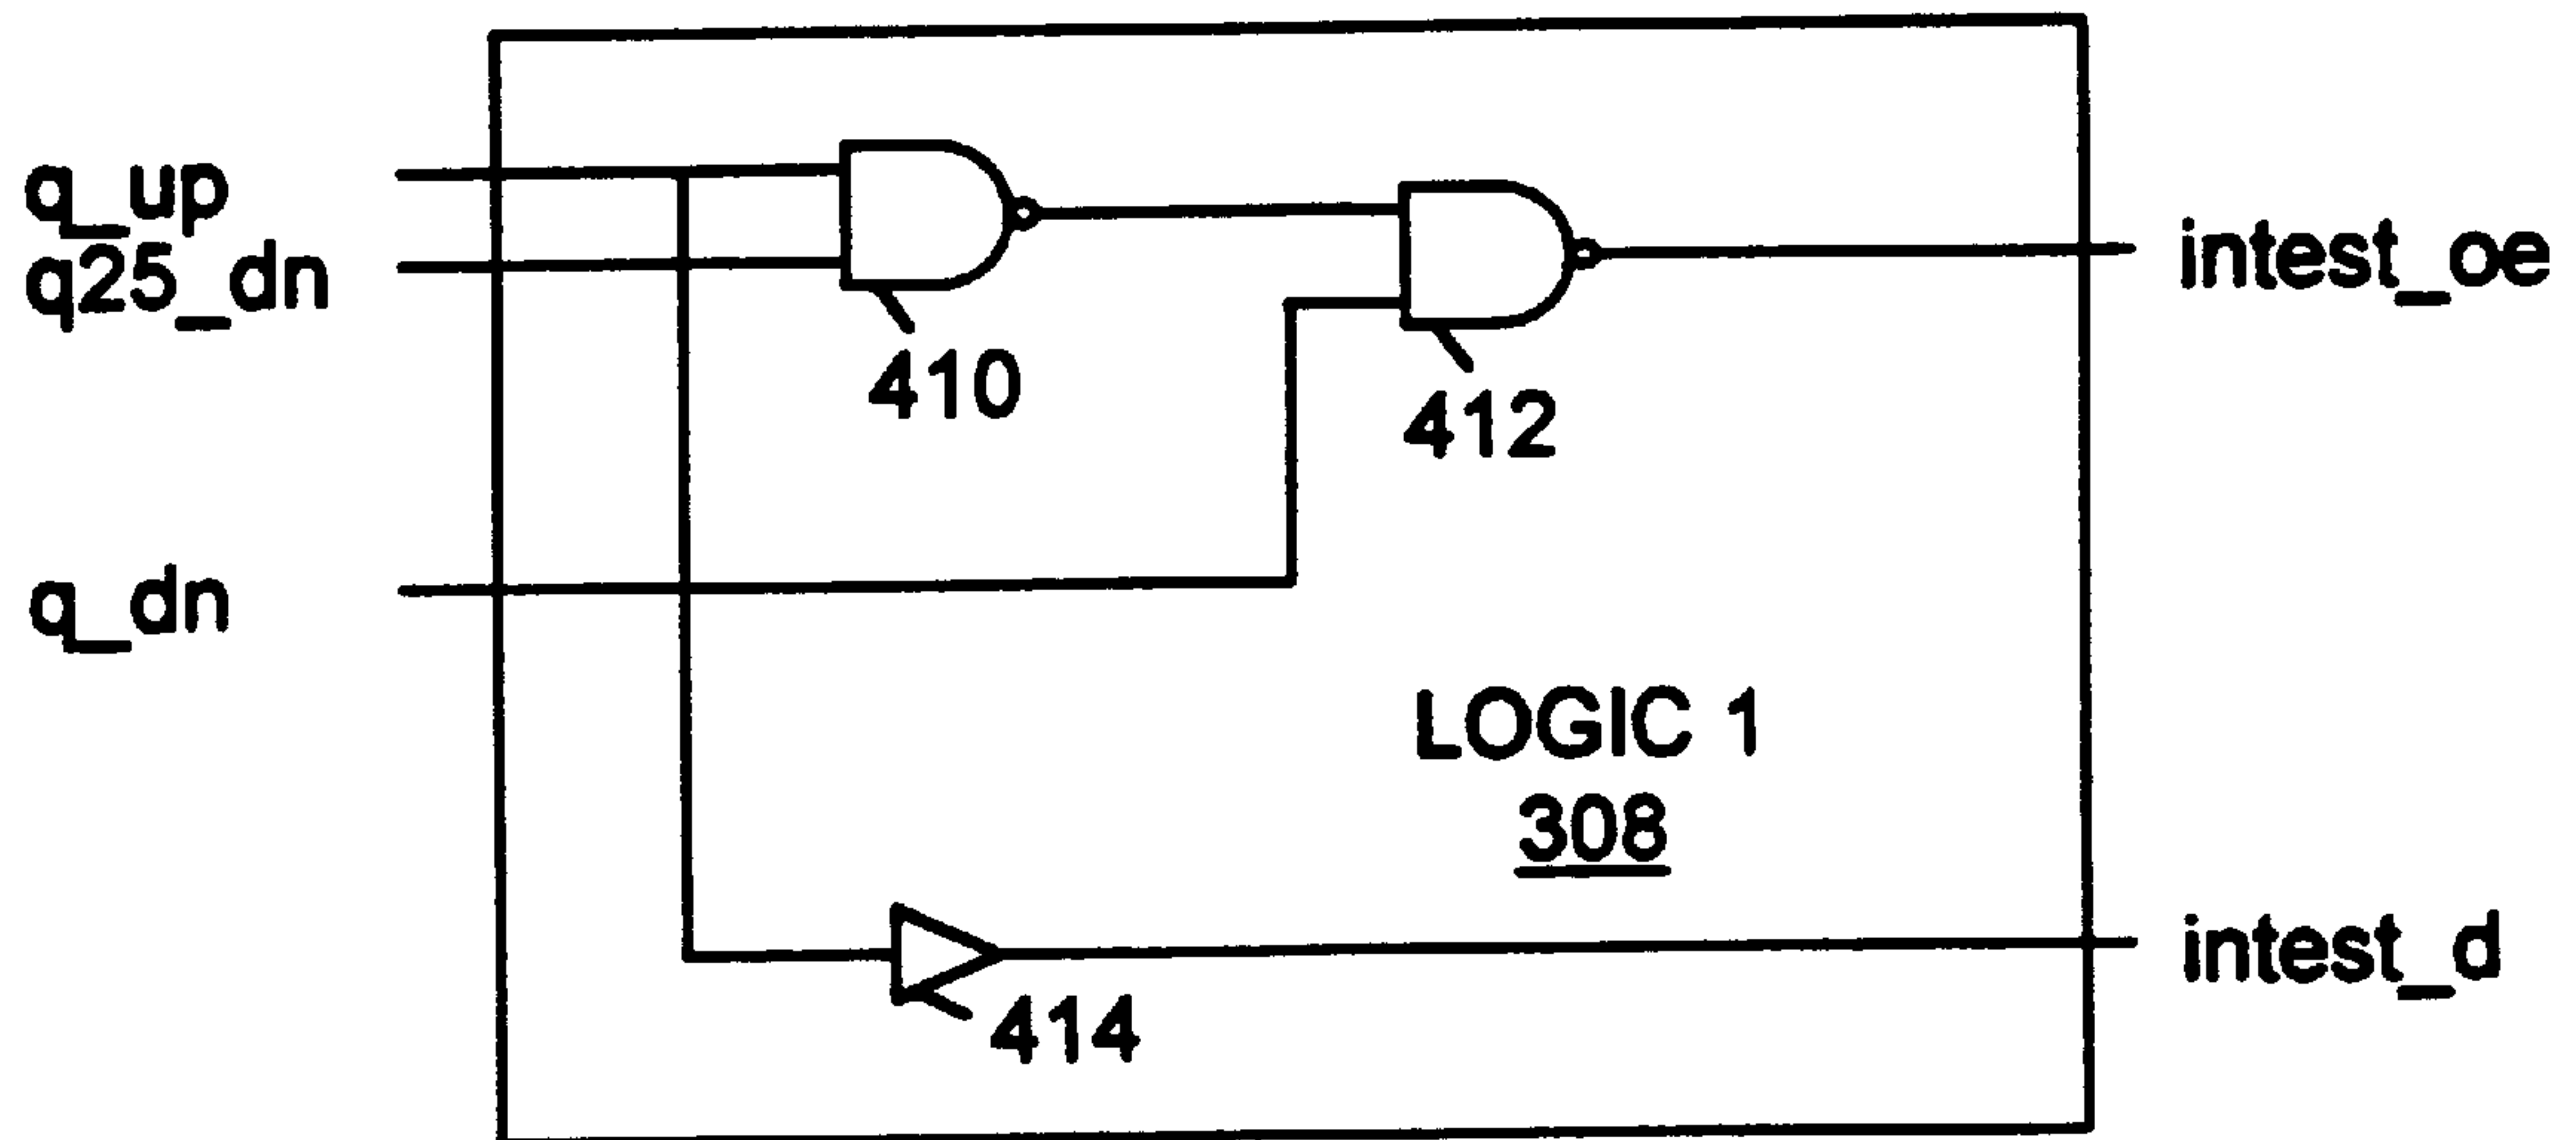 q_up
q25_dn
intest_oe
410
412
q_dn
LOGIC 1
308
intest_d
414